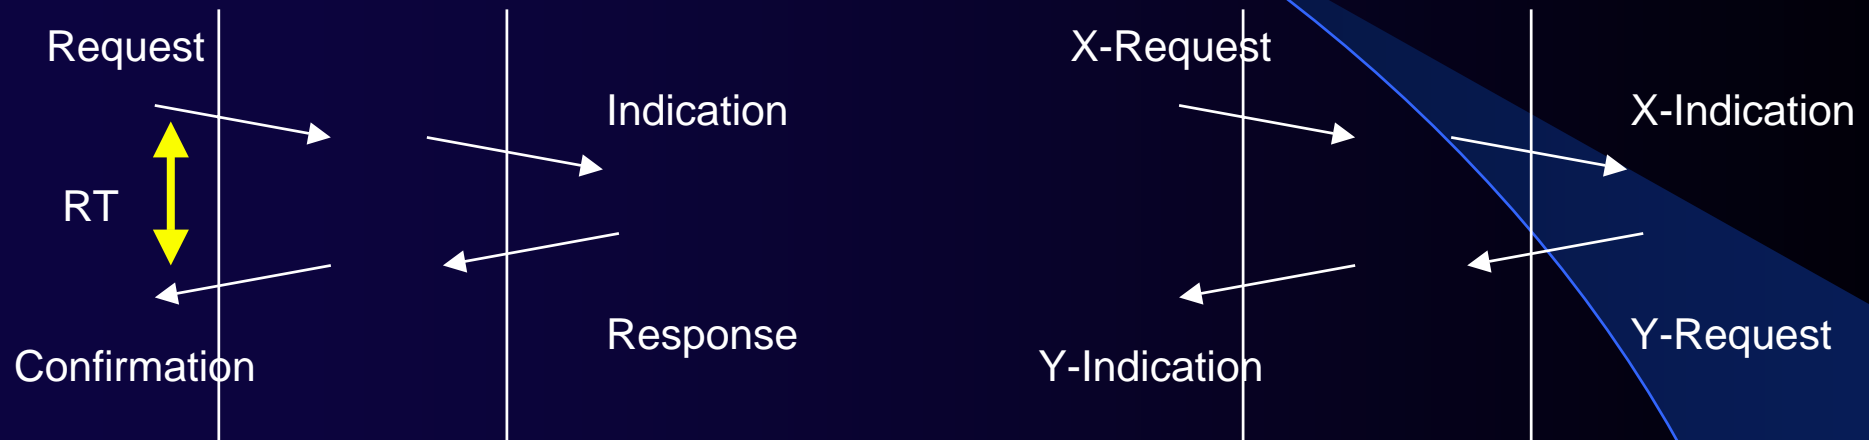 Request
Indication
RT
Response
Confirmation
X-Request
X-Indication
Y-Request
Y-Indication